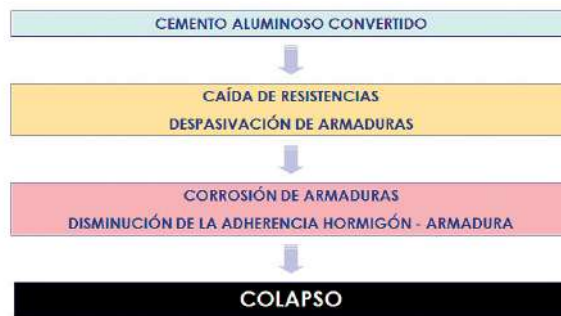 CEMENTO ALUMINOSO CONVERTIDO
CAÍDA DE RESISTENCIAS
DESPASIVACIÓN DE ARMADURAS
CORROSIÓN DE ARMADURAS
DISMINUCIÓN DE LA ADHERENCIA HORMIGÓN - ARMADURA
COLAPSO